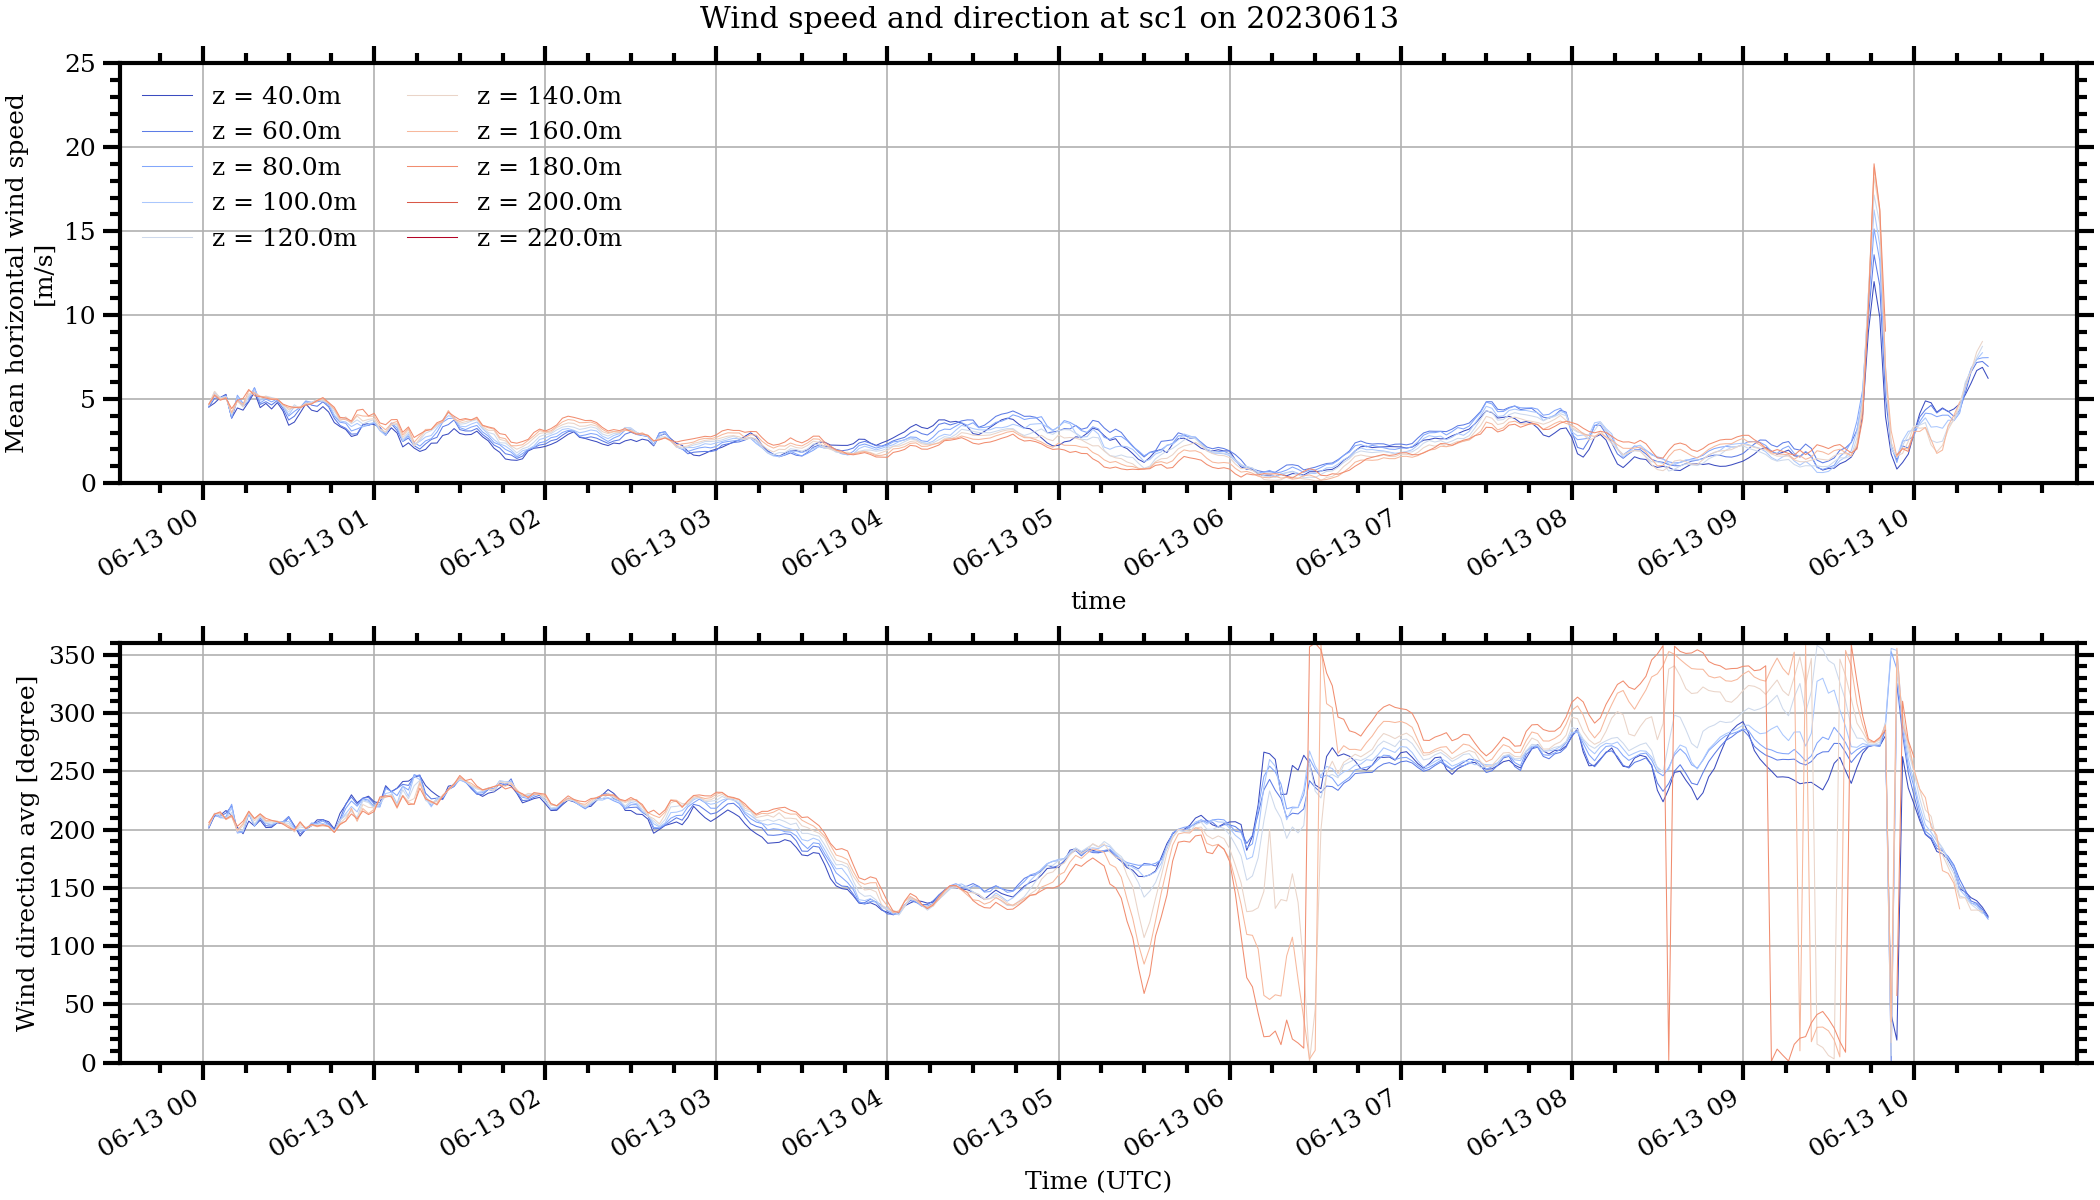 Wind speed and direction at sc1 on 20230613
Mean horizontal wind speed
[m/s]
25
20
15
10
5
0
z = 40.0m
z = 60.0m
z = 80.0m
z = 100.0m
z = 120.0m
z = 140.0m
z = 160.0m
z = 180.0m
z = 200.0m
z = 220.0m
06-13 00
06-13 01
06-13 02
06-13 03
06-13 04
06-13 05
06-13 06
06-13 07
06-13 08
06-13 09
06-13 10
time
Wind direction avg [degree]
350
300
250
200
150
100
50
0
06-13 00
06-13 01
06-13 02
06-13 03
06-13 04
06-13 05
06-13 06
06-13 07
06-13 08
06-13 09
06-13 10
Time (UTC)